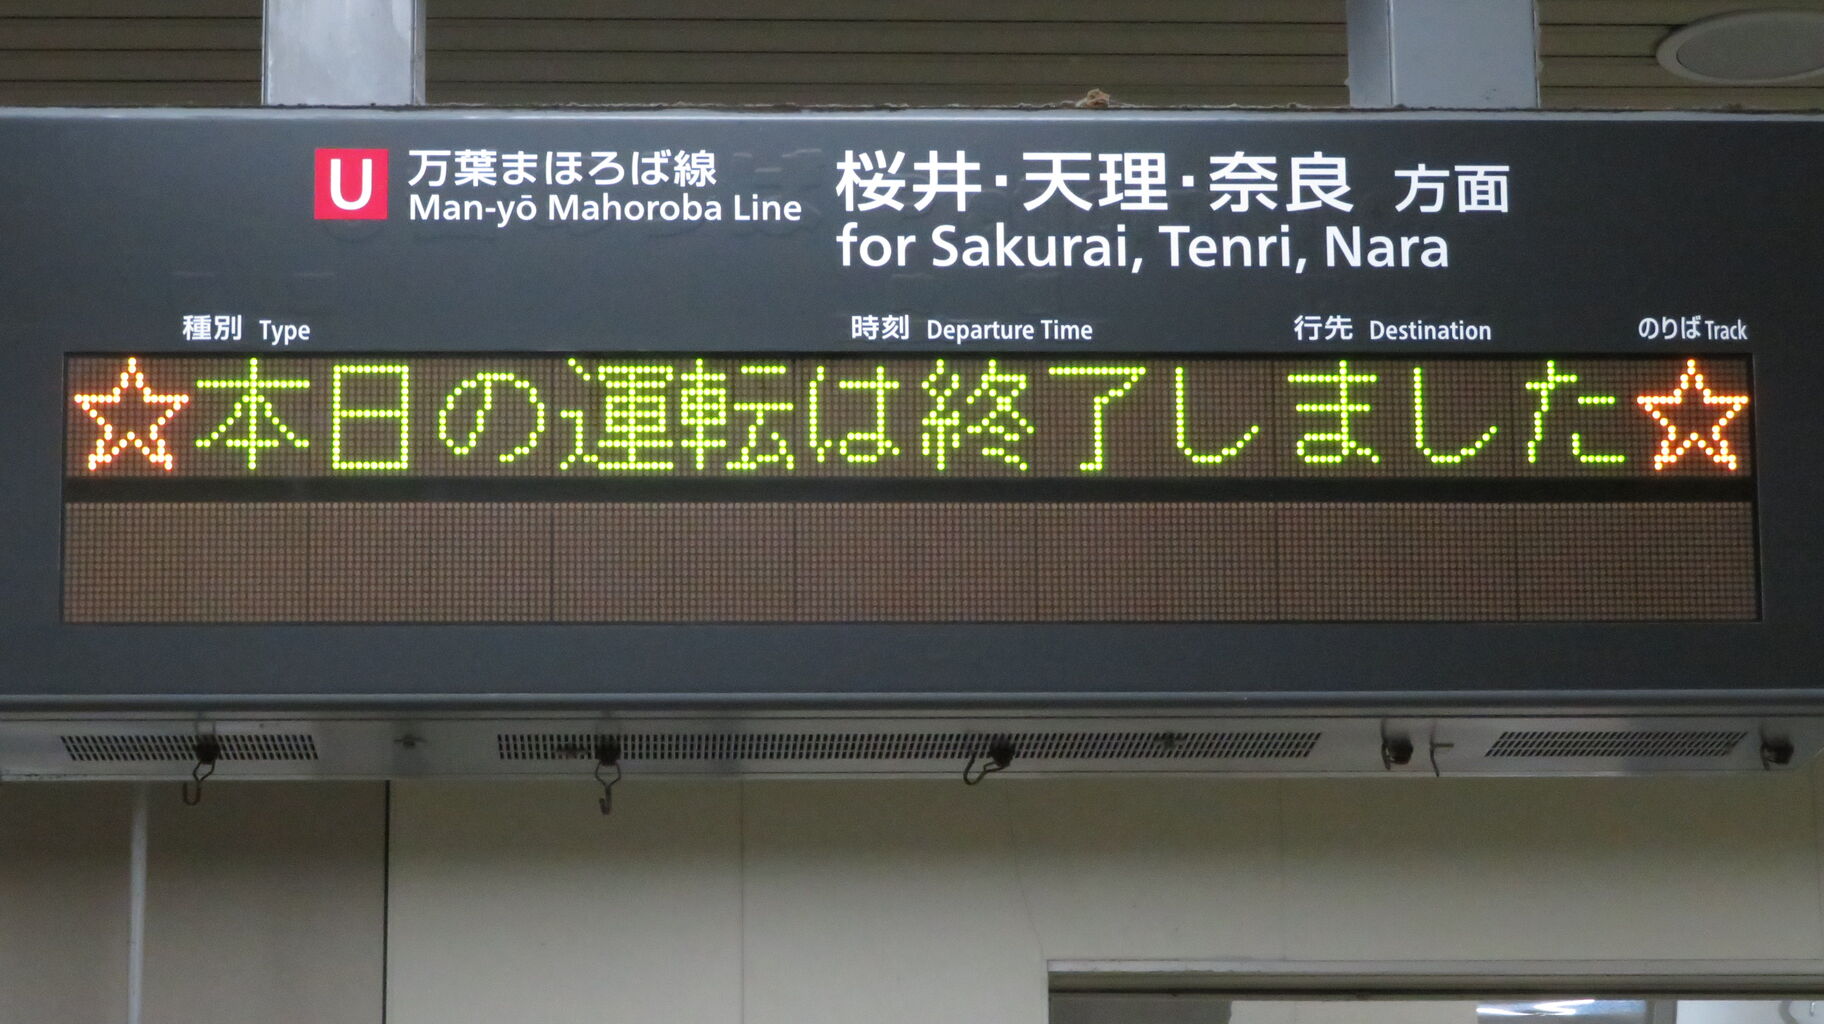 U 万葉まほろば線 桜井・天理・奈良 方面
Man-yō Mahoroba Line for Sakurai, Tenri, Nara
種別 Type 時刻 Departure Time 行先 Destination のりば Track
☆本日の運転は終了しました☆